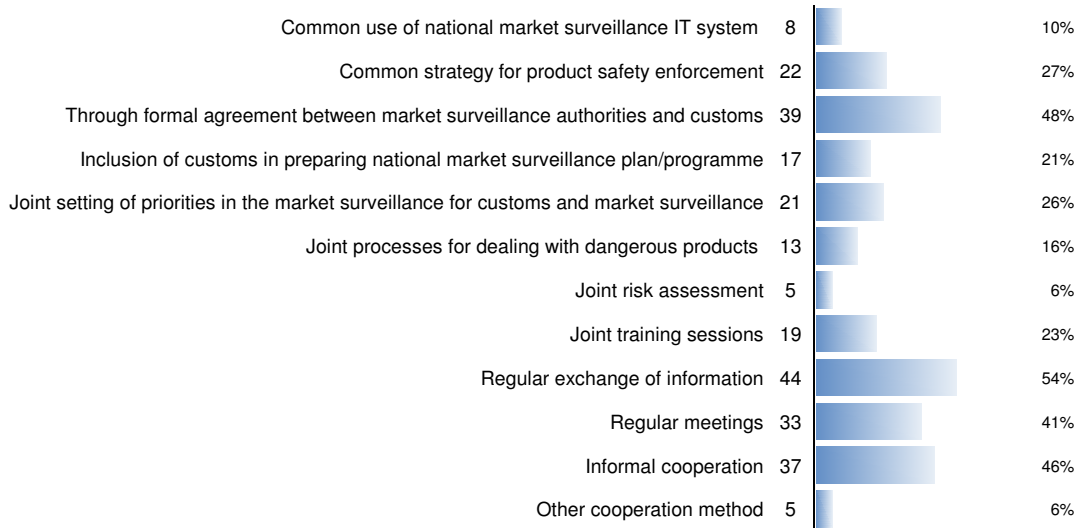 Common use of national market surveillance IT system 8 10%
Common strategy for product safety enforcement 22 27%
Through formal agreement between market surveillance authorities and customs 39 48%
Inclusion of customs in preparing national market surveillance plan/programme 17 21%
Joint setting of priorities in the market surveillance for customs and market surveillance 21 26%
Joint processes for dealing with dangerous products 13 16%
Joint risk assessment 5 6%
Joint training sessions 19 23%
Regular exchange of information 44 54%
Regular meetings 33 41%
Informal cooperation 37 46%
Other cooperation method 5 6%